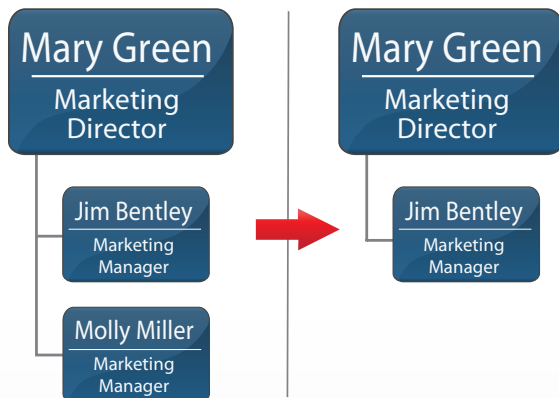 Mary Green
Marketing
Director
Jim Bentley
Marketing
Manager
Molly Miller
Marketing
Manager
Mary Green
Marketing
Director
Jim Bentley
Marketing
Manager